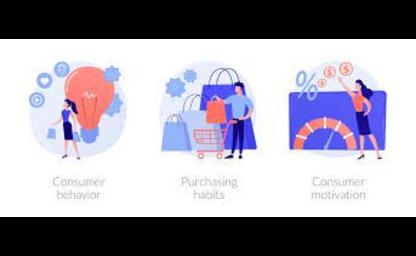 Consumer
behavior
Purchasing
habits
Consumer
motivation